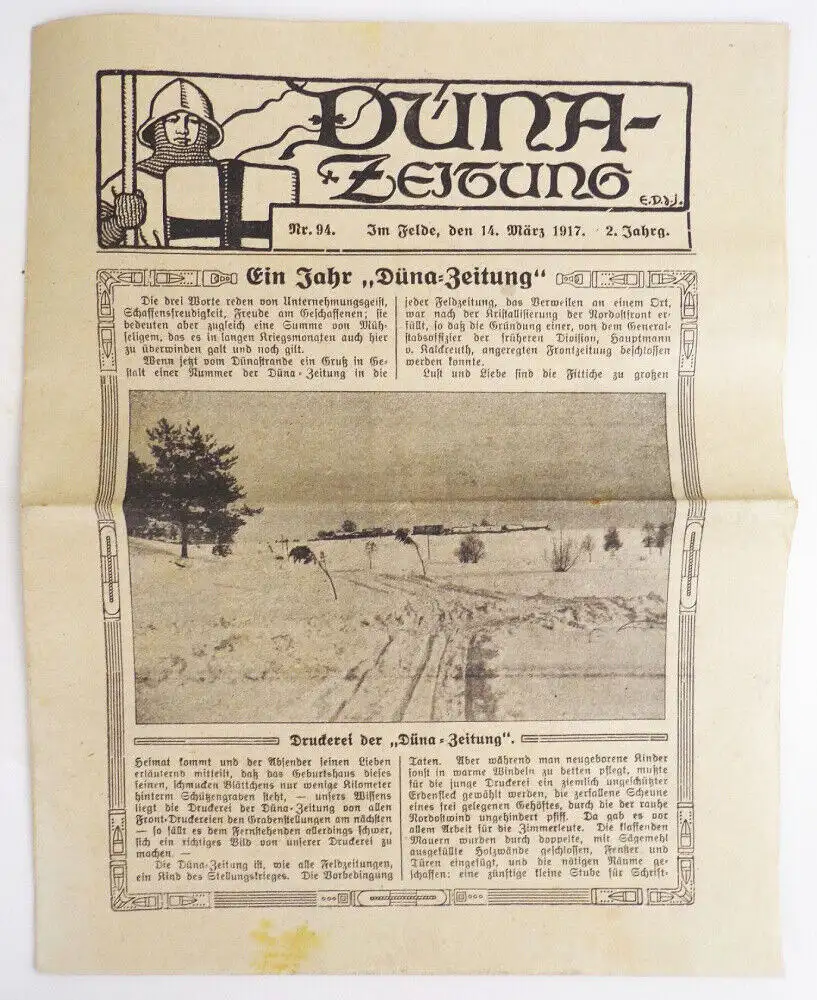 DÜNA-
ZEITUNG
E.D.d.J.
Nr. 94. Im Felde, den 14. März 1917. 2. Jahrg.
Ein Jahr „Düna=Zeitung“
Die drei Worte reden von Unternehmungsgeist,
Schaffensfreudigkeit, Freude am Geschaffenen; sie
bedeuten aber zugleich eine Summe von Müh-
seligem, das es in langen Kriegsmonaten auch hier
zu überwinden galt und noch gilt.
Wenn jetzt vom Dünastrande ein Gruß in Ge-
stalt einer Nummer der Düna-Zeitung in die
jeder Feldzeitung, das Verweilen an einem Ort,
war nach der Kristallisierung der Nordostfront er-
füllt, so daß die Gründung einer, von dem General-
stabsoffizier der früheren Division, Hauptmann
v. Kalckreuth, angeregten Frontzeitung beschlossen
werden konnte.
Lust und Liebe sind die Fittiche zu großen
Druckerei der „Düna=Zeitung“.
Heimat kommt und der Absender seinen Lieben
erläuternd mitteilt, daß das Geburtshaus dieses
feinen, schmucken Blättchens nur wenige Kilometer
hinterm Schützengraben steht, — unsers Wissens
liegt die Druckerei der Düna-Zeitung von allen
Front-Druckereien den Grabenstellungen am nächsten
— so fällt es dem Fernstehenden allerdings schwer,
sich ein richtiges Bild von unserer Druckerei zu
machen. —
Die Düna-Zeitung ist, wie alle Feldzeitungen,
ein Kind des Stellungskrieges. Die Vorbedingung
Taten. Aber während man neugeborene Kinder
sonst in warme Windeln zu betten pflegt, mußte
für die junge Druckerei ein ziemlich ungeschützter
Erdenfleck gewählt werden, die zerfallene Scheune
eines frei gelegenen Gehöftes, durch die der rauhe
Nordostwind ungehindert pfiff. Da gab es vor
allem Arbeit für die Zimmerleute. Die klaffenden
Mauern wurden durch doppelte, mit Sägemehl
ausgefüllte Holzwände geschlossen, Fenster und
Türen eingefügt, und die nötigen Räume ge-
schaffen: eine zünftige kleine Stube für Schrift-